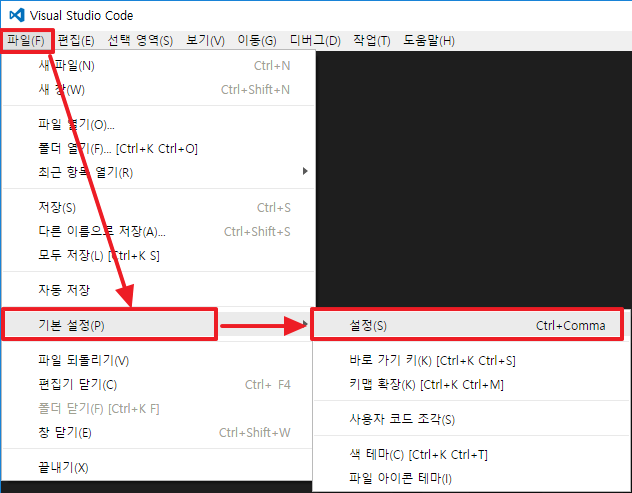 Visual Studio Code
파일(F) 편집(E) 선택 영역(S) 보기(V) 이동(G) 디버그(D) 작업(T) 도움말(H)
새 파일(N) Ctrl+N
새 창(W) Ctrl+Shift+N
파일 열기(O)...
폴더 열기(F)... [Ctrl+K Ctrl+O]
최근 항목 열기(R)
저장(S) Ctrl+S
다른 이름으로 저장(A)... Ctrl+Shift+S
모두 저장(L) [Ctrl+K S]
자동 저장
기본 설정(P)
파일 되돌리기(V)
편집기 닫기(C) Ctrl+ F4
폴더 닫기(F) [Ctrl+K F]
창 닫기(E) Ctrl+Shift+W
끝내기(X)
설정(S) Ctrl+Comma
바로 가기 키(K) [Ctrl+K Ctrl+S]
키맵 확장(K) [Ctrl+K Ctrl+M]
사용자 코드 조각(S)
색 테마(C) [Ctrl+K Ctrl+T]
파일 아이콘 테마(I)